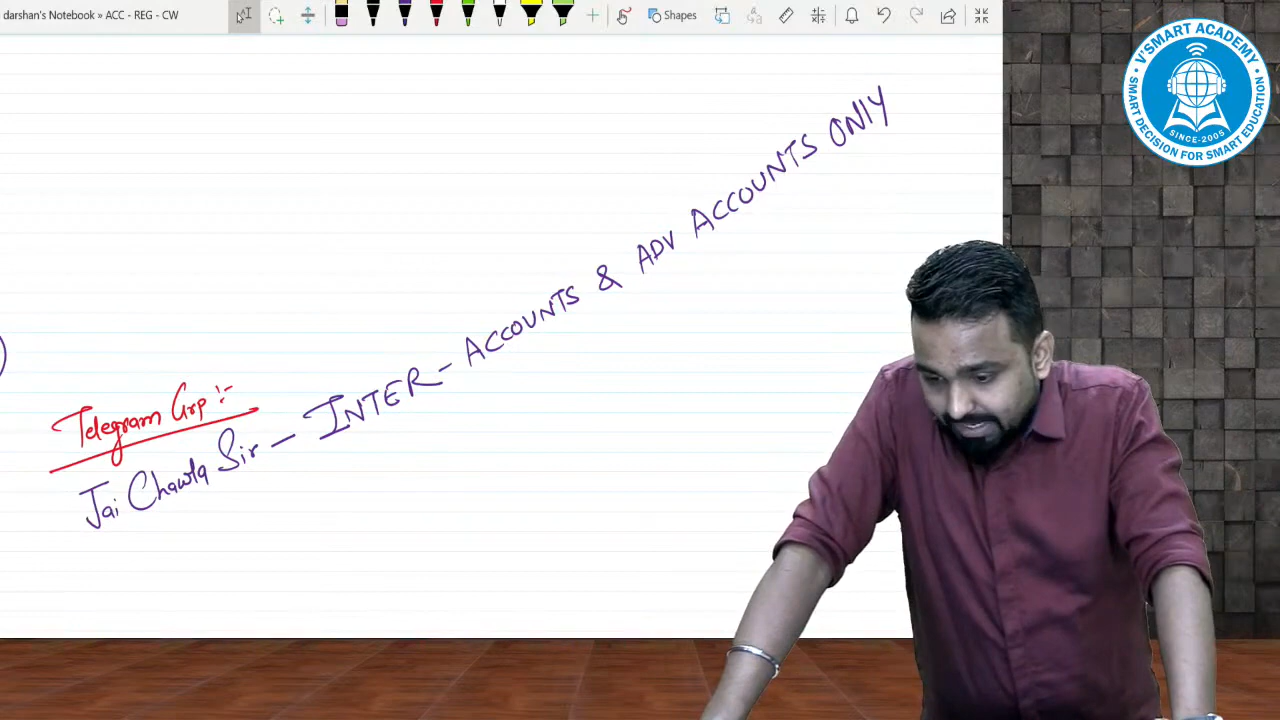 darshan's Notebook » ACC - REG - CW
Shapes
V'SMART ACADEMY
SINCE-2005
SMART DECISION FOR SMART EDUCATION
Telegram Grp :-
Jai Chawla Sir - INTER - ACCOUNTS & ADV ACCOUNTS ONLY